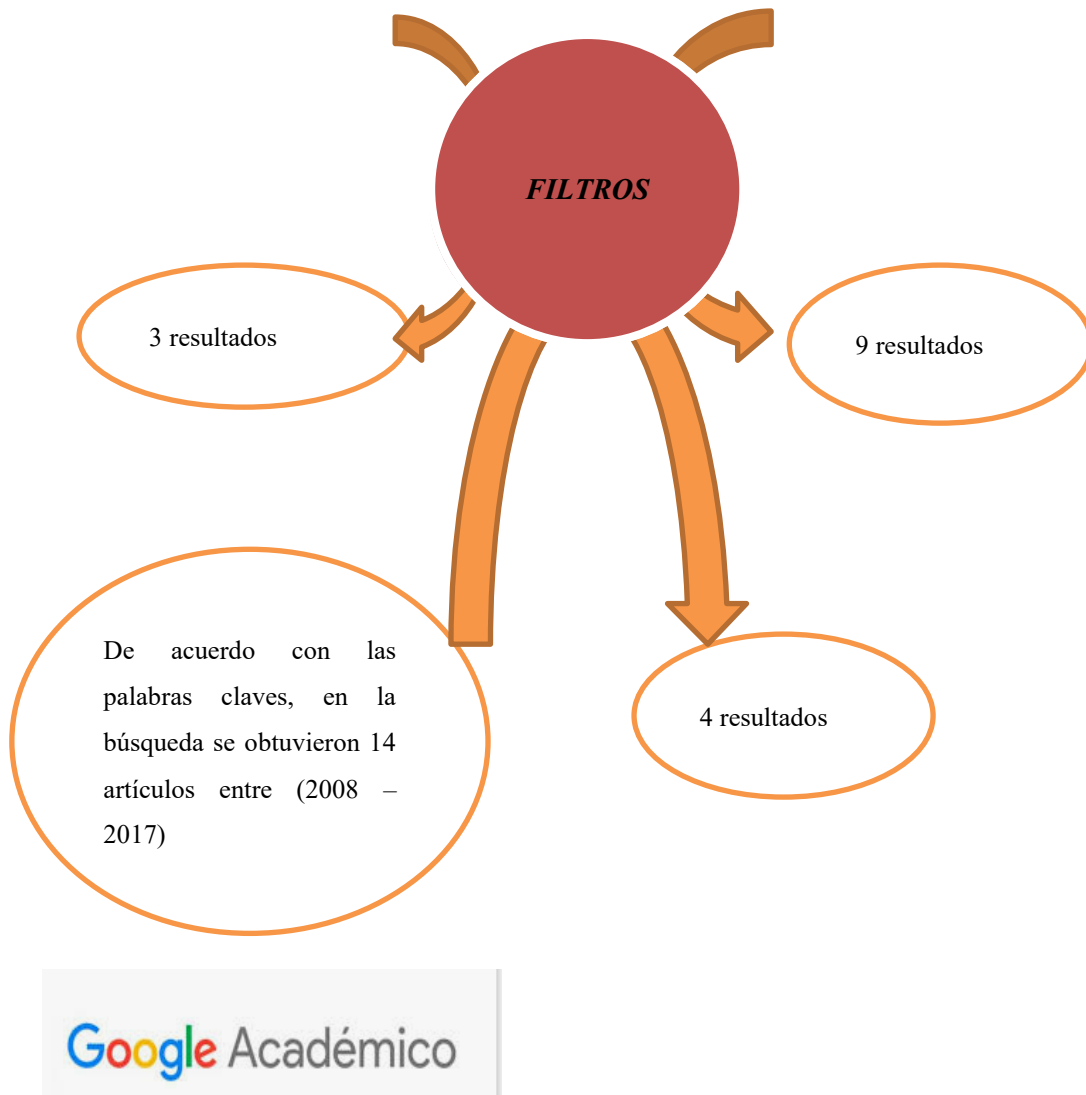 FILTROS
3 resultados
9 resultados
De acuerdo con las
palabras claves, en la
búsqueda se obtuvieron 14
artículos entre (2008 –
2017)
4 resultados
Google Académico